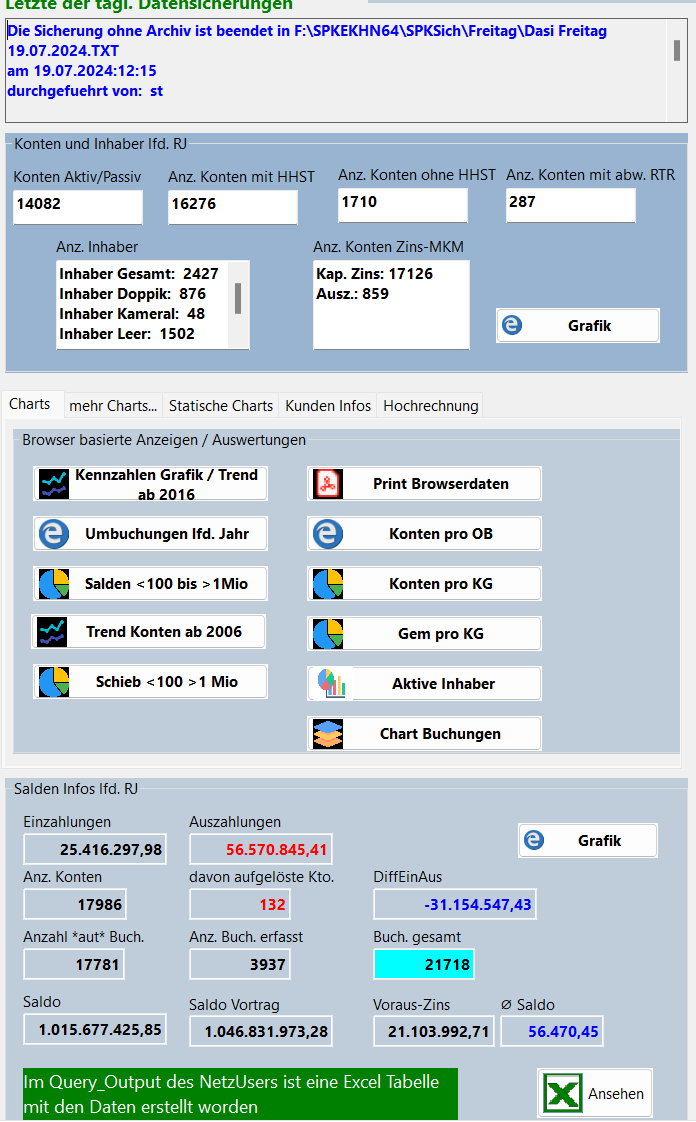 Letzte der tägl. Datensicherungen
Die Sicherung ohne Archiv ist beendet in F:\SPKEKHN64\SPKSich\Freitag\Dasi Freitag
19.07.2024.TXT
am 19.07.2024:12:15
durchgefuehrt von: st
Konten und Inhaber lfd. RJ
Konten Aktiv/Passiv
14082
Anz. Konten mit HHST
16276
Anz. Konten ohne HHST
1710
Anz. Konten mit abw. RTR
287
Anz. Inhaber
Inhaber Gesamt: 2427
Inhaber Doppik: 876
Inhaber Kameral: 48
Inhaber Leer: 1502
Anz. Konten Zins-MKM
Kap. Zins: 17126
Ausz.: 859
Grafik
Charts
mehr Charts...
Statische Charts
Kunden Infos
Hochrechnung
Browser basierte Anzeigen / Auswertungen
Kennzahlen Grafik / Trend
ab 2016
Print Browserdaten
Umbuchungen lfd. Jahr
Konten pro OB
Salden <100 bis >1Mio
Konten pro KG
Trend Konten ab 2006
Gem pro KG
Schieb <100 >1 Mio
Aktive Inhaber
Chart Buchungen
Salden Infos lfd. RJ
Einzahlungen
25.416.297,98
Auszahlungen
56.570.845,41
Grafik
Anz. Konten
17986
davon aufgelöste Kto.
132
DiffEinAus
-31.154.547,43
Anzahl *aut* Buch.
17781
Anz. Buch. erfasst
3937
Buch. gesamt
21718
Saldo
1.015.677.425,85
Saldo Vortrag
1.046.831.973,28
Voraus-Zins
21.103.992,71
∅ Saldo
56.470,45
Im Query_Output des NetzUsers ist eine Excel Tabelle
mit den Daten erstellt worden
Ansehen